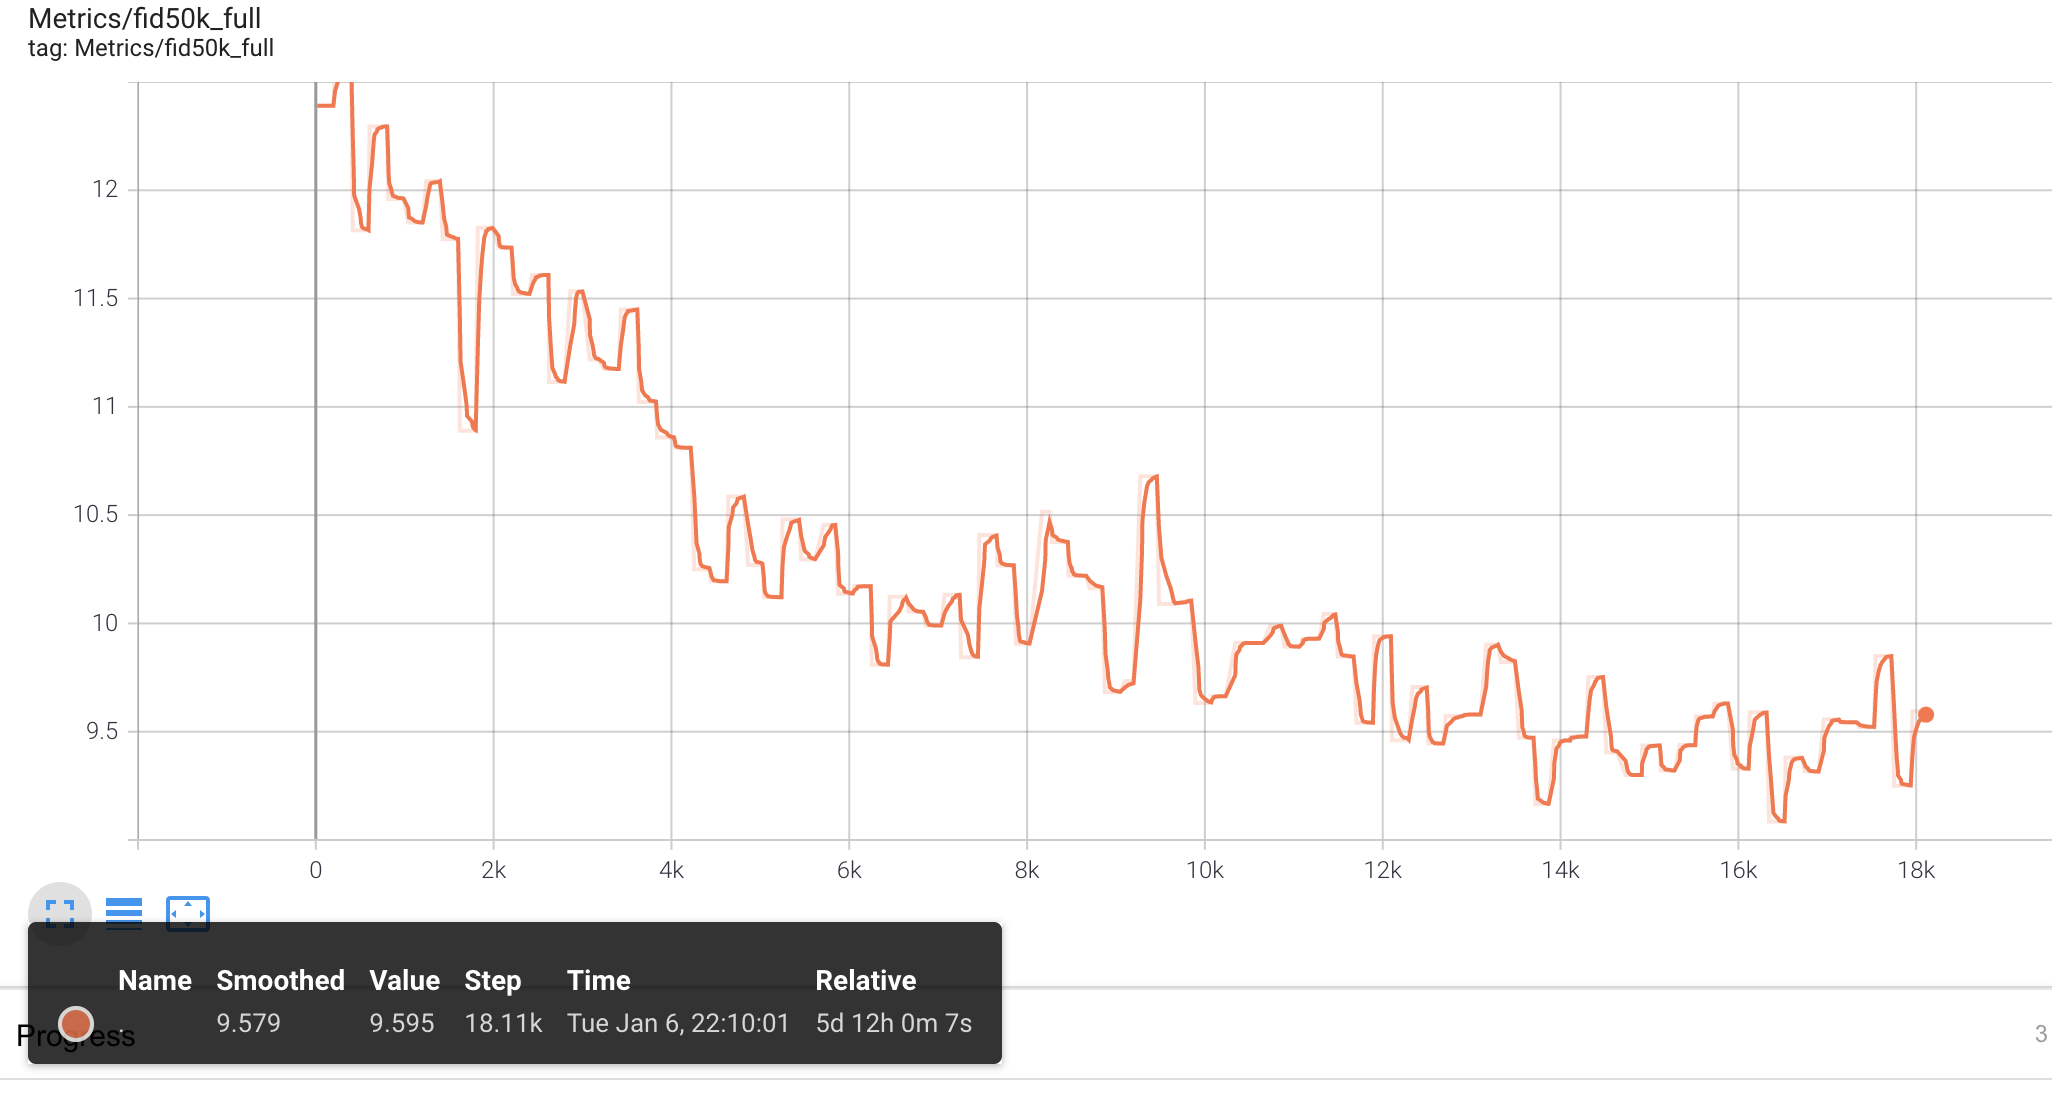 Metrics/fid50k_full
tag: Metrics/fid50k_full
12
11.5
11
10.5
10
9.5
0 2k 4k 6k 8k 10k 12k 14k 16k 18k
Name Smoothed Value Step Time Relative
. 9.579 9.595 18.11k Tue Jan 6, 22:10:01 5d 12h 0m 7s
Progress 3